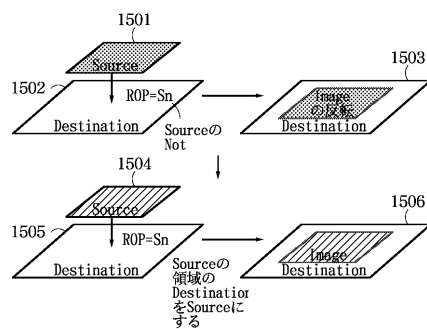 1501
Source
1502
ROP=Sn
Destination
Sourceの
Not
1503
Image
の反転
Destination
1504
Source
1505
ROP=Sn
Destination
Sourceの
領域の
Destination
をSourceに
する
1506
Image
Destination